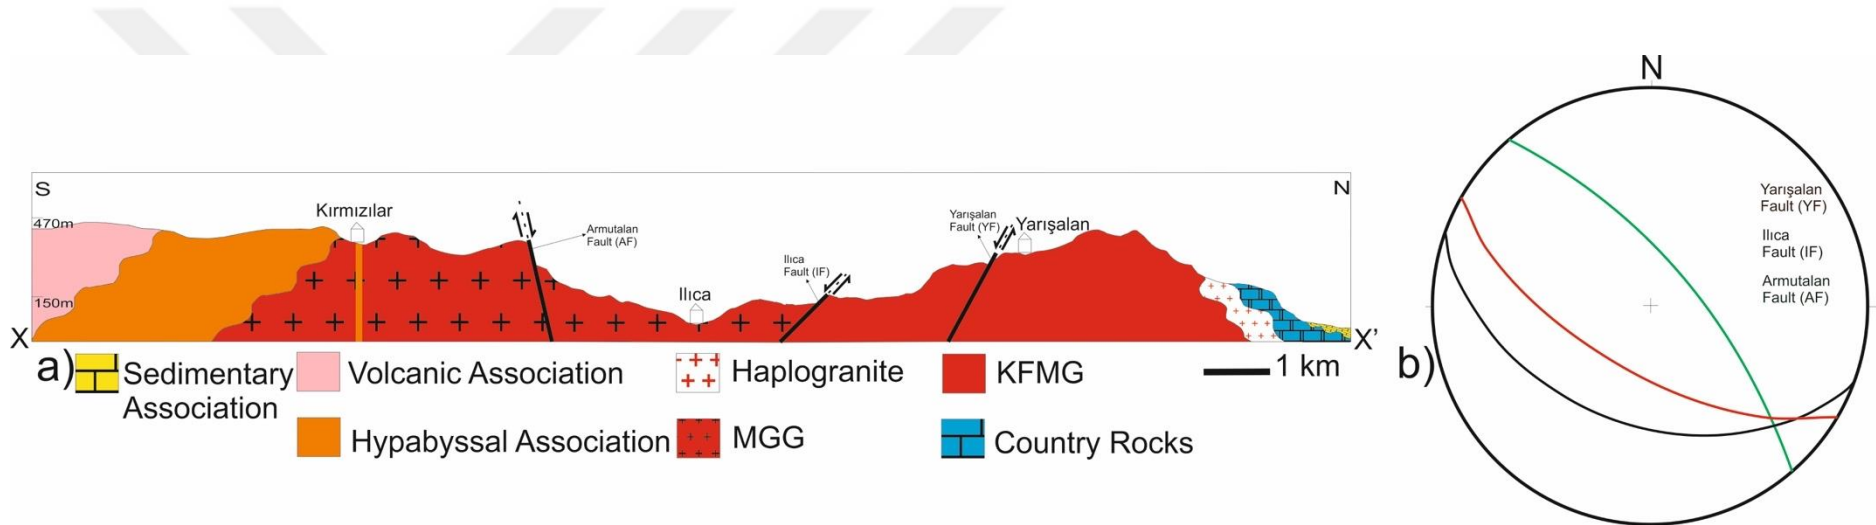 S
N
470m
150m
X
X'
Kırmızılar
Armutalan
Fault (AF)
Ilıca
Ilıca
Fault (IF)
Yarışalan
Fault (YF)
Yarışalan
a)
Sedimentary
Association
Volcanic Association
Hypabyssal Association
Haplogranite
MGG
KFMG
Country Rocks
1 km
b)
N
Yarışalan
Fault (YF)
Ilıca
Fault (IF)
Armutalan
Fault (AF)